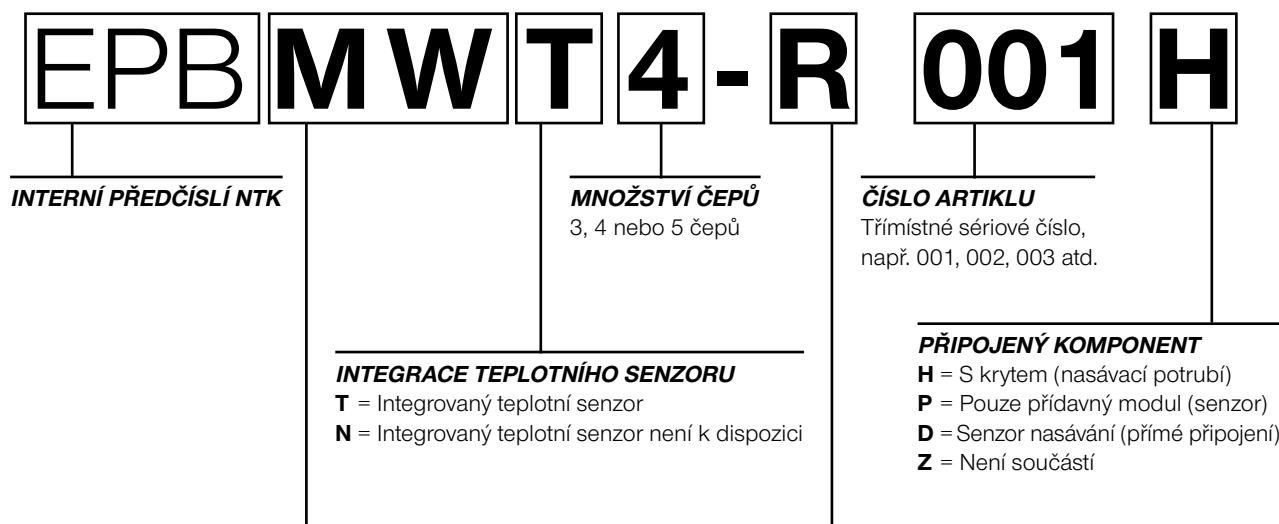 EPB MW T 4 - R 001 H
INTERNÍ PŘEDČÍSLÍ NTK
MNOŽSTVÍ ČEPŮ
3, 4 nebo 5 čepů
ČÍSLO ARTIKLU
Třímístné sériové číslo,
např. 001, 002, 003 atd.
INTEGRACE TEPLOTNÍHO SENZORU
T = Integrovaný teplotní senzor
N = Integrovaný teplotní senzor není k dispozici
PŘIPOJENÝ KOMPONENT
H = S krytem (nasávací potrubí)
P = Pouze přídavný modul (senzor)
D = Senzor nasávání (přímé připojení)
Z = Není součástí